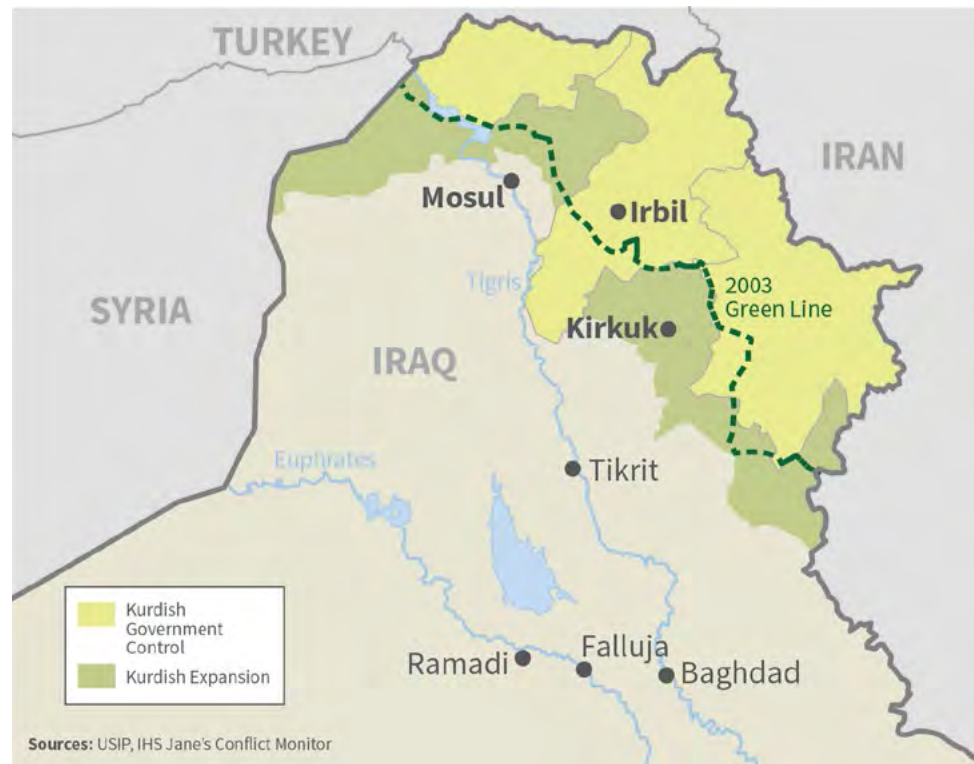 TURKEY
IRAN
Mosul
Irbil
Tigris
2003
Green Line
SYRIA
Kirkuk
IRAQ
Euphrates
Tikrit
Kurdish
Government
Control
Kurdish Expansion
Ramadi
Falluja
Baghdad
Sources: USIP, IHS Jane's Conflict Monitor